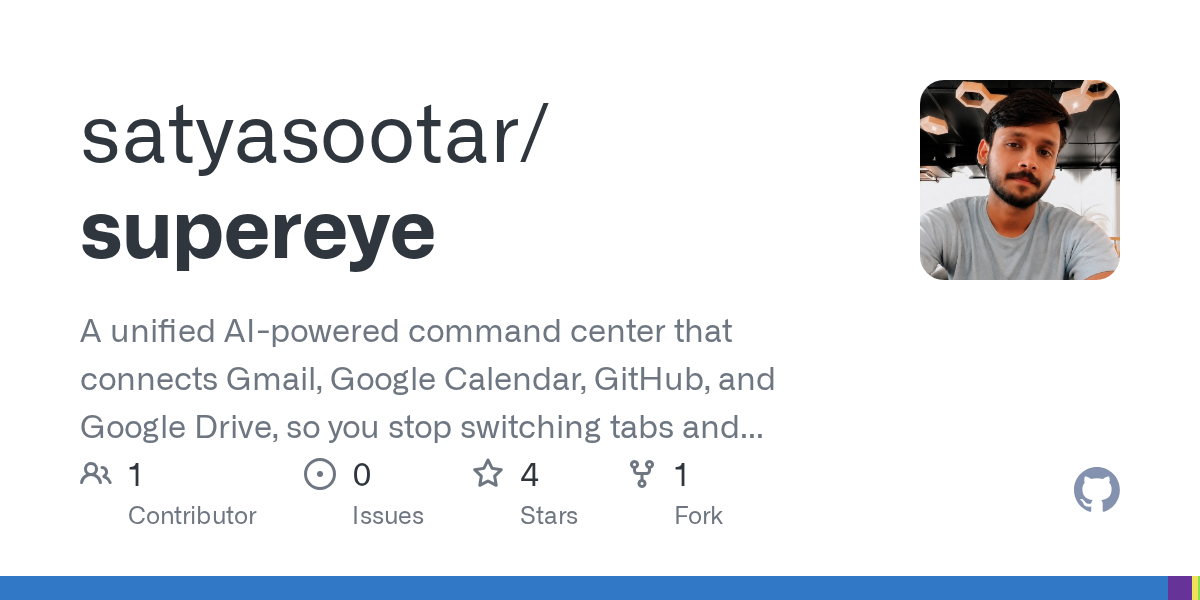 satyasootar/
supereye
A unified AI-powered command center that
connects Gmail, Google Calendar, GitHub, and
Google Drive, so you stop switching tabs and...
1 0 4 1
Contributor Issues Stars Fork